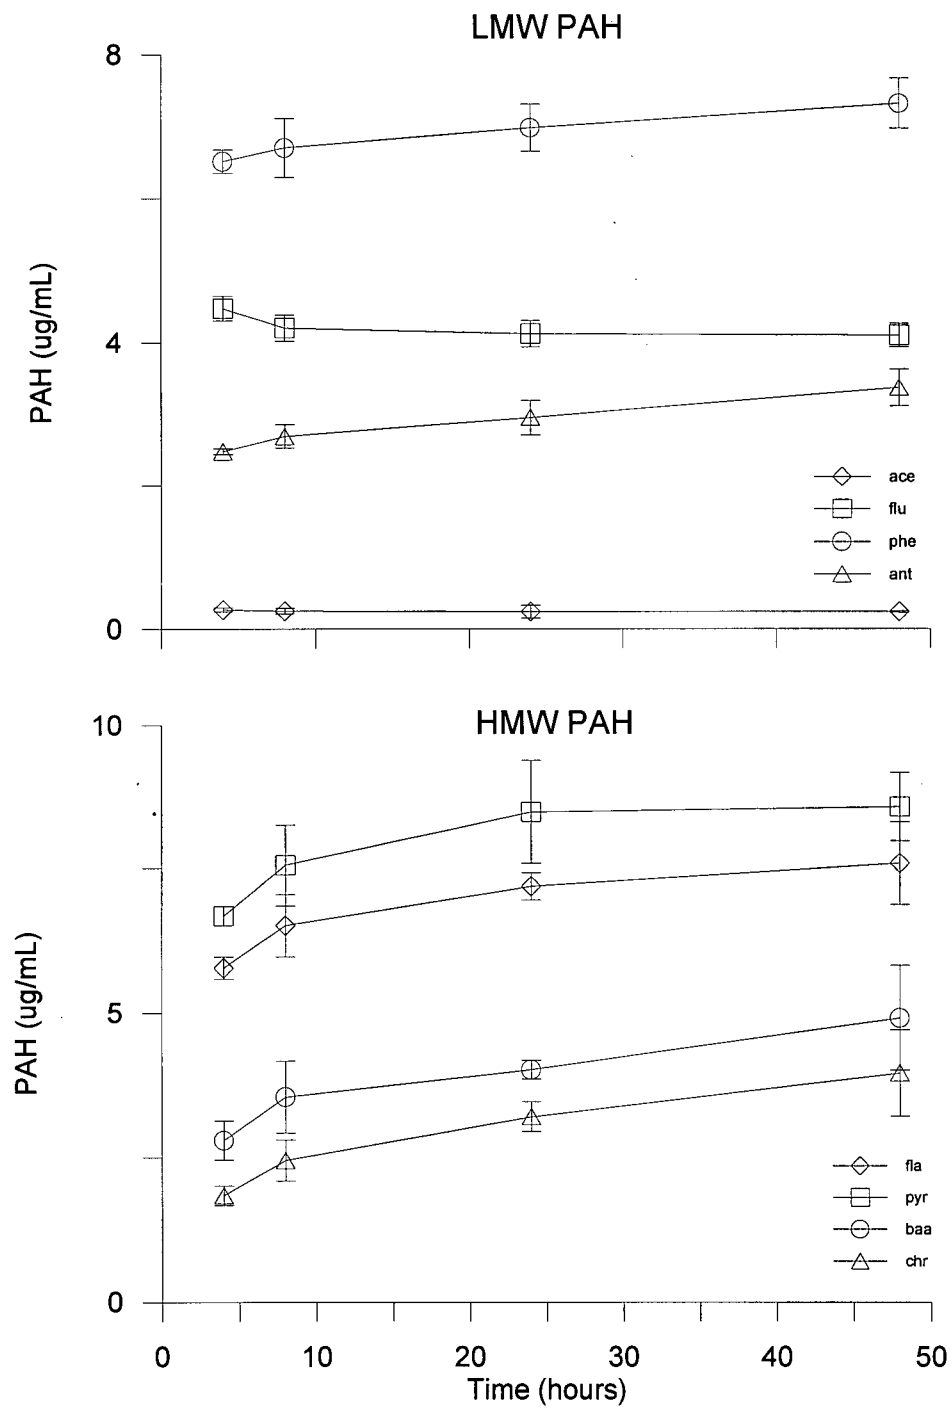 LMW PAH
8
4
0
PAH (ug/mL)
ace
flu
phe
ant
HMW PAH
10
5
0
PAH (ug/mL)
fla
pyr
baa
chr
0 10 20 30 40 50
Time (hours)